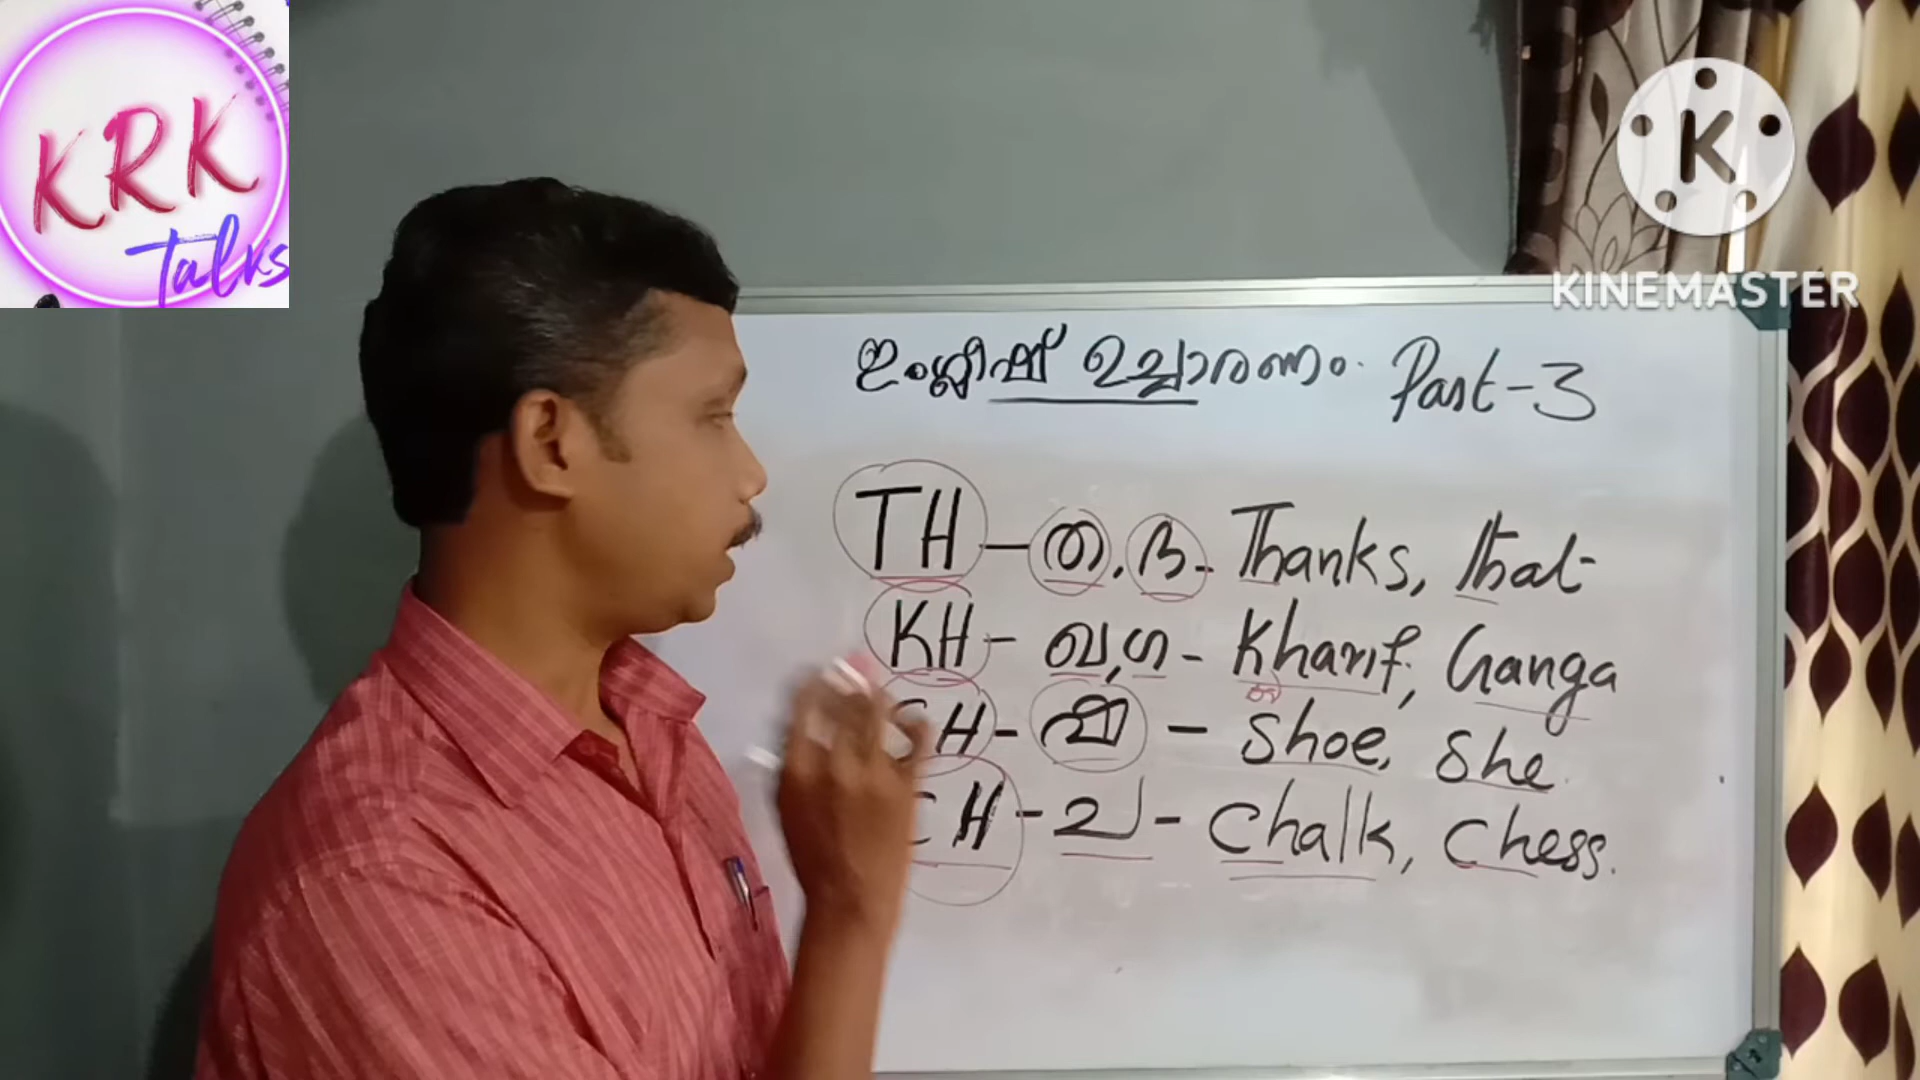 KRK
Talks
K
KINEMASTER
ഇംഗ്ലീഷ് ഉച്ചാരണം. Part-3
TH - ത, ദ - Thanks, that
KH - ഖ, ഗ - Kharif, Ganga
SH - ഷ - Shoe, She.
CH - ച - Chalk, Chess.